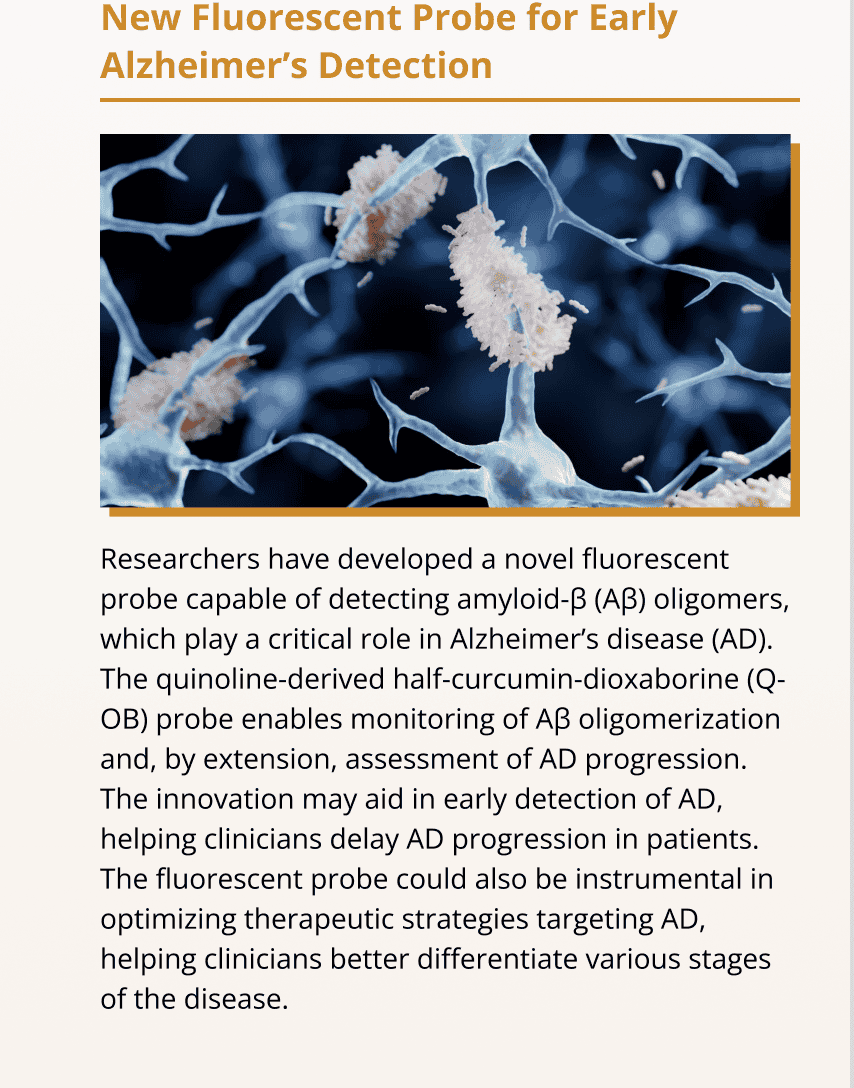 New Fluorescent Probe for Early
Alzheimer’s Detection
Researchers have developed a novel fluorescent
probe capable of detecting amyloid-β (Aβ) oligomers,
which play a critical role in Alzheimer’s disease (AD).
The quinoline-derived half-curcumin-dioxaborine (Q-
OB) probe enables monitoring of Aβ oligomerization
and, by extension, assessment of AD progression.
The innovation may aid in early detection of AD,
helping clinicians delay AD progression in patients.
The fluorescent probe could also be instrumental in
optimizing therapeutic strategies targeting AD,
helping clinicians better differentiate various stages
of the disease.